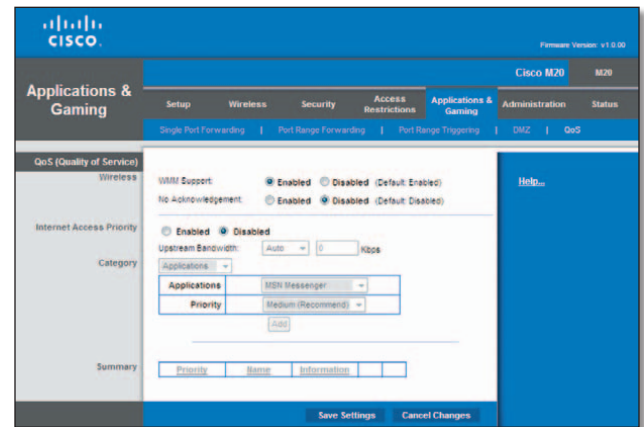 CISCO.
Firmware Version: v1.0.00
Cisco M20 M20
Applications & Gaming
Setup Wireless Security Access Restrictions Applications & Gaming Administration Status
Single Port Forwarding | Port Range Forwarding | Port Range Triggering | DMZ | QoS
QoS (Quality of Service)
Wireless
WMM Support: Enabled Disabled (Default: Enabled)
No Acknowledgement: Enabled Disabled (Default: Disabled)
Help...
Internet Access Priority
Enabled Disabled
Upstream Bandwidth: Auto 0 Kbps
Category
Applications
Applications MSN Messenger
Priority Medium (Recommend)
Add
Summary
Priority Name Information
Save Settings Cancel Changes